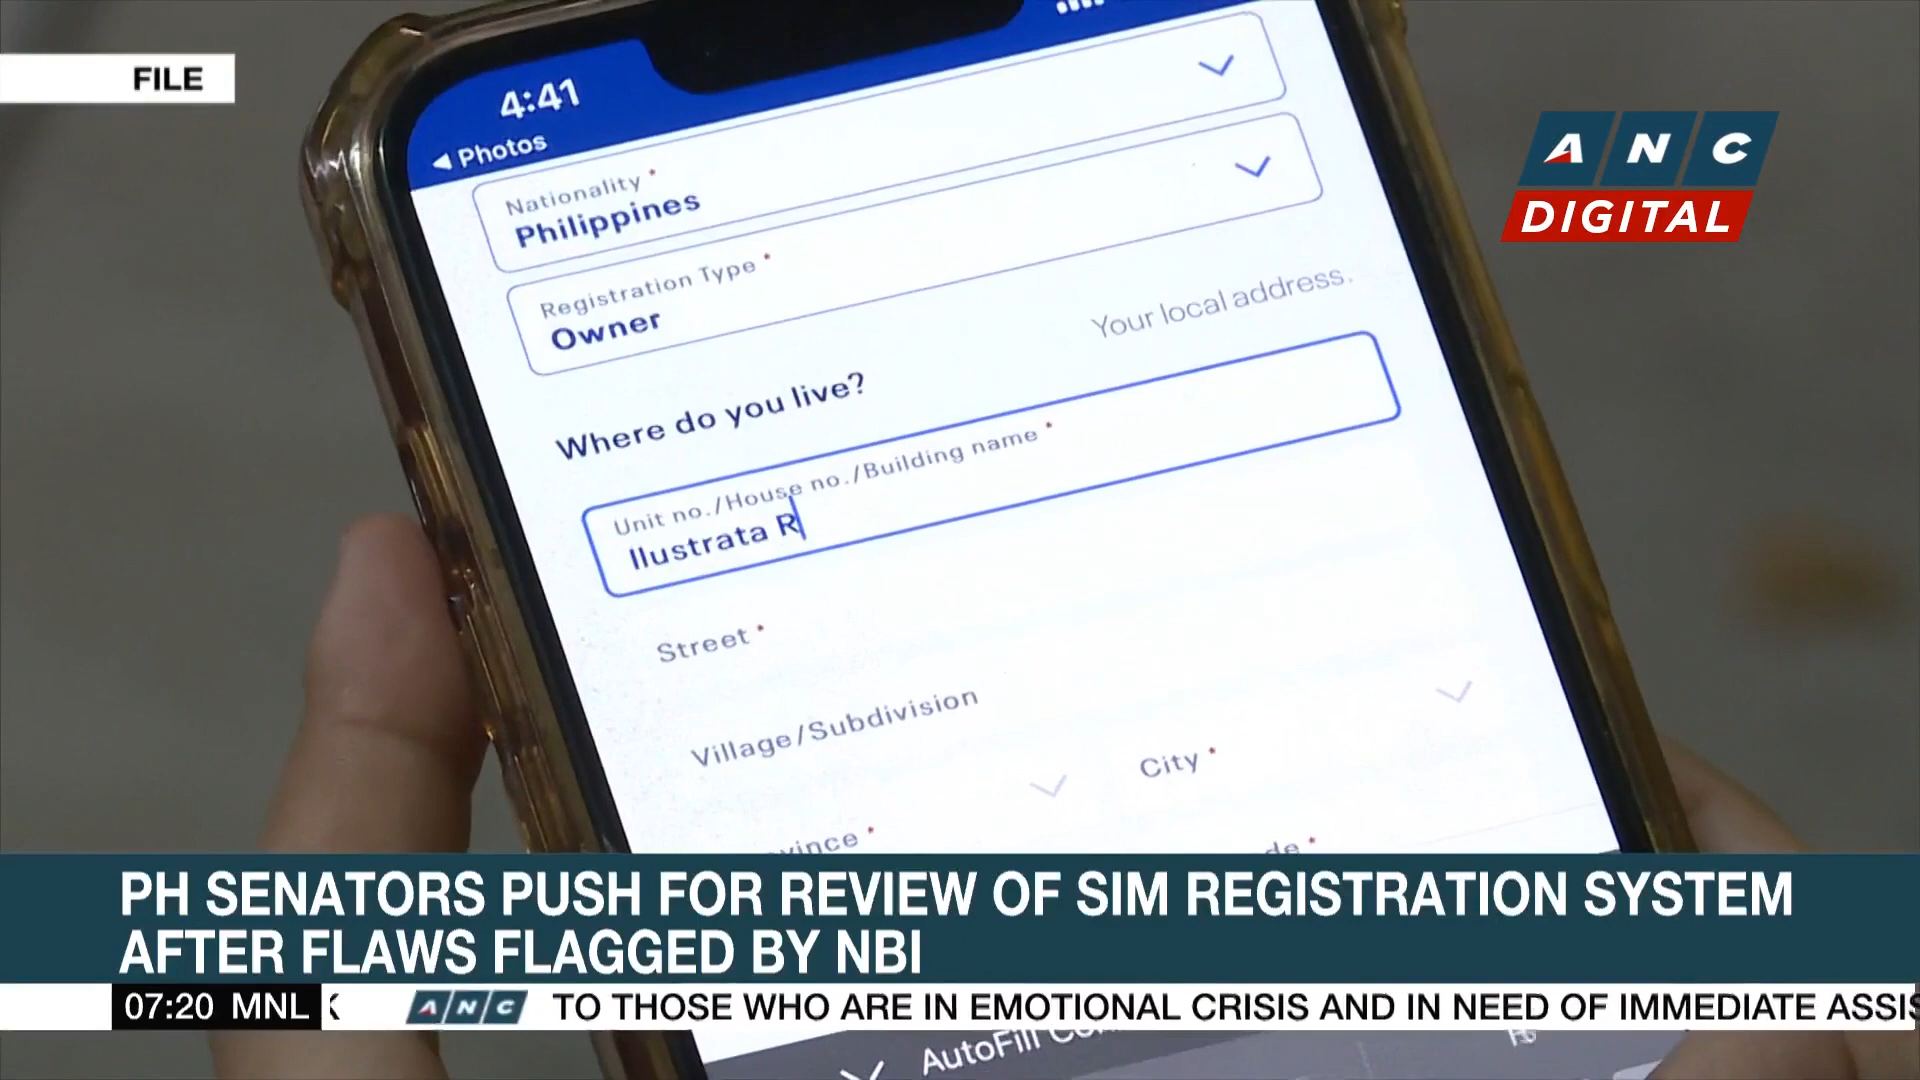 FILE
4:41
Photos
ANC
DIGITAL
Nationality *
Philippines
Registration Type *
Owner
Where do you live?
Your local address.
Unit no./House no./Building name *
Ilustrata R
Street *
Village/Subdivision
City *
PH SENATORS PUSH FOR REVIEW OF SIM REGISTRATION SYSTEM
AFTER FLAWS FLAGGED BY NBI
07:20 MNL
ANC TO THOSE WHO ARE IN EMOTIONAL CRISIS AND IN NEED OF IMMEDIATE
AutoFill